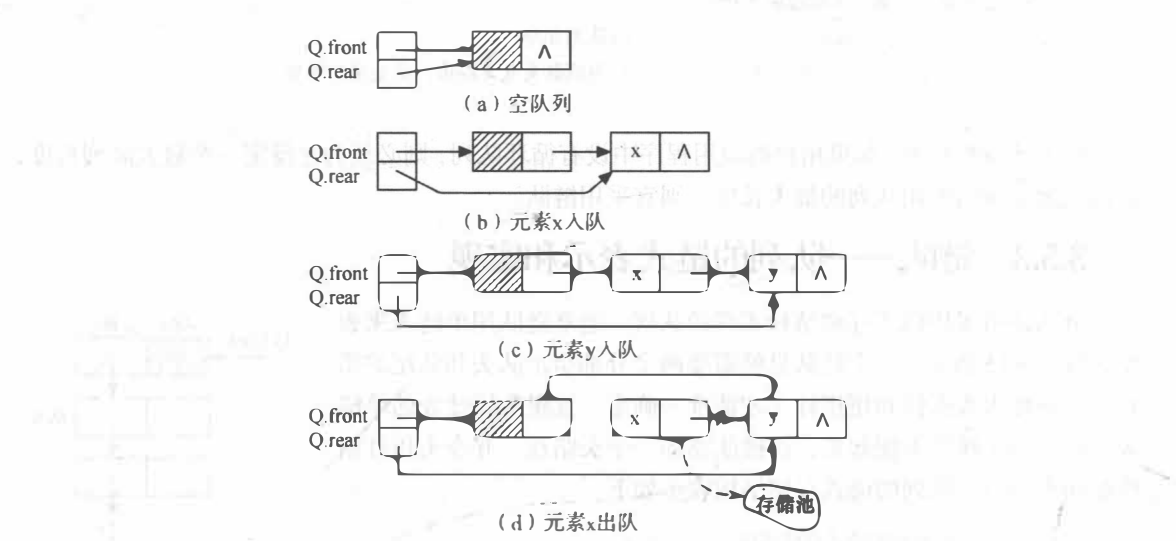 Q.front
Q.rear
∧
（a）空队列
Q.front
Q.rear
x ∧
（b）元素x入队
Q.front
Q.rear
x y ∧
（c）元素y入队
Q.front
Q.rear
x y ∧
存储池
（d）元素x出队